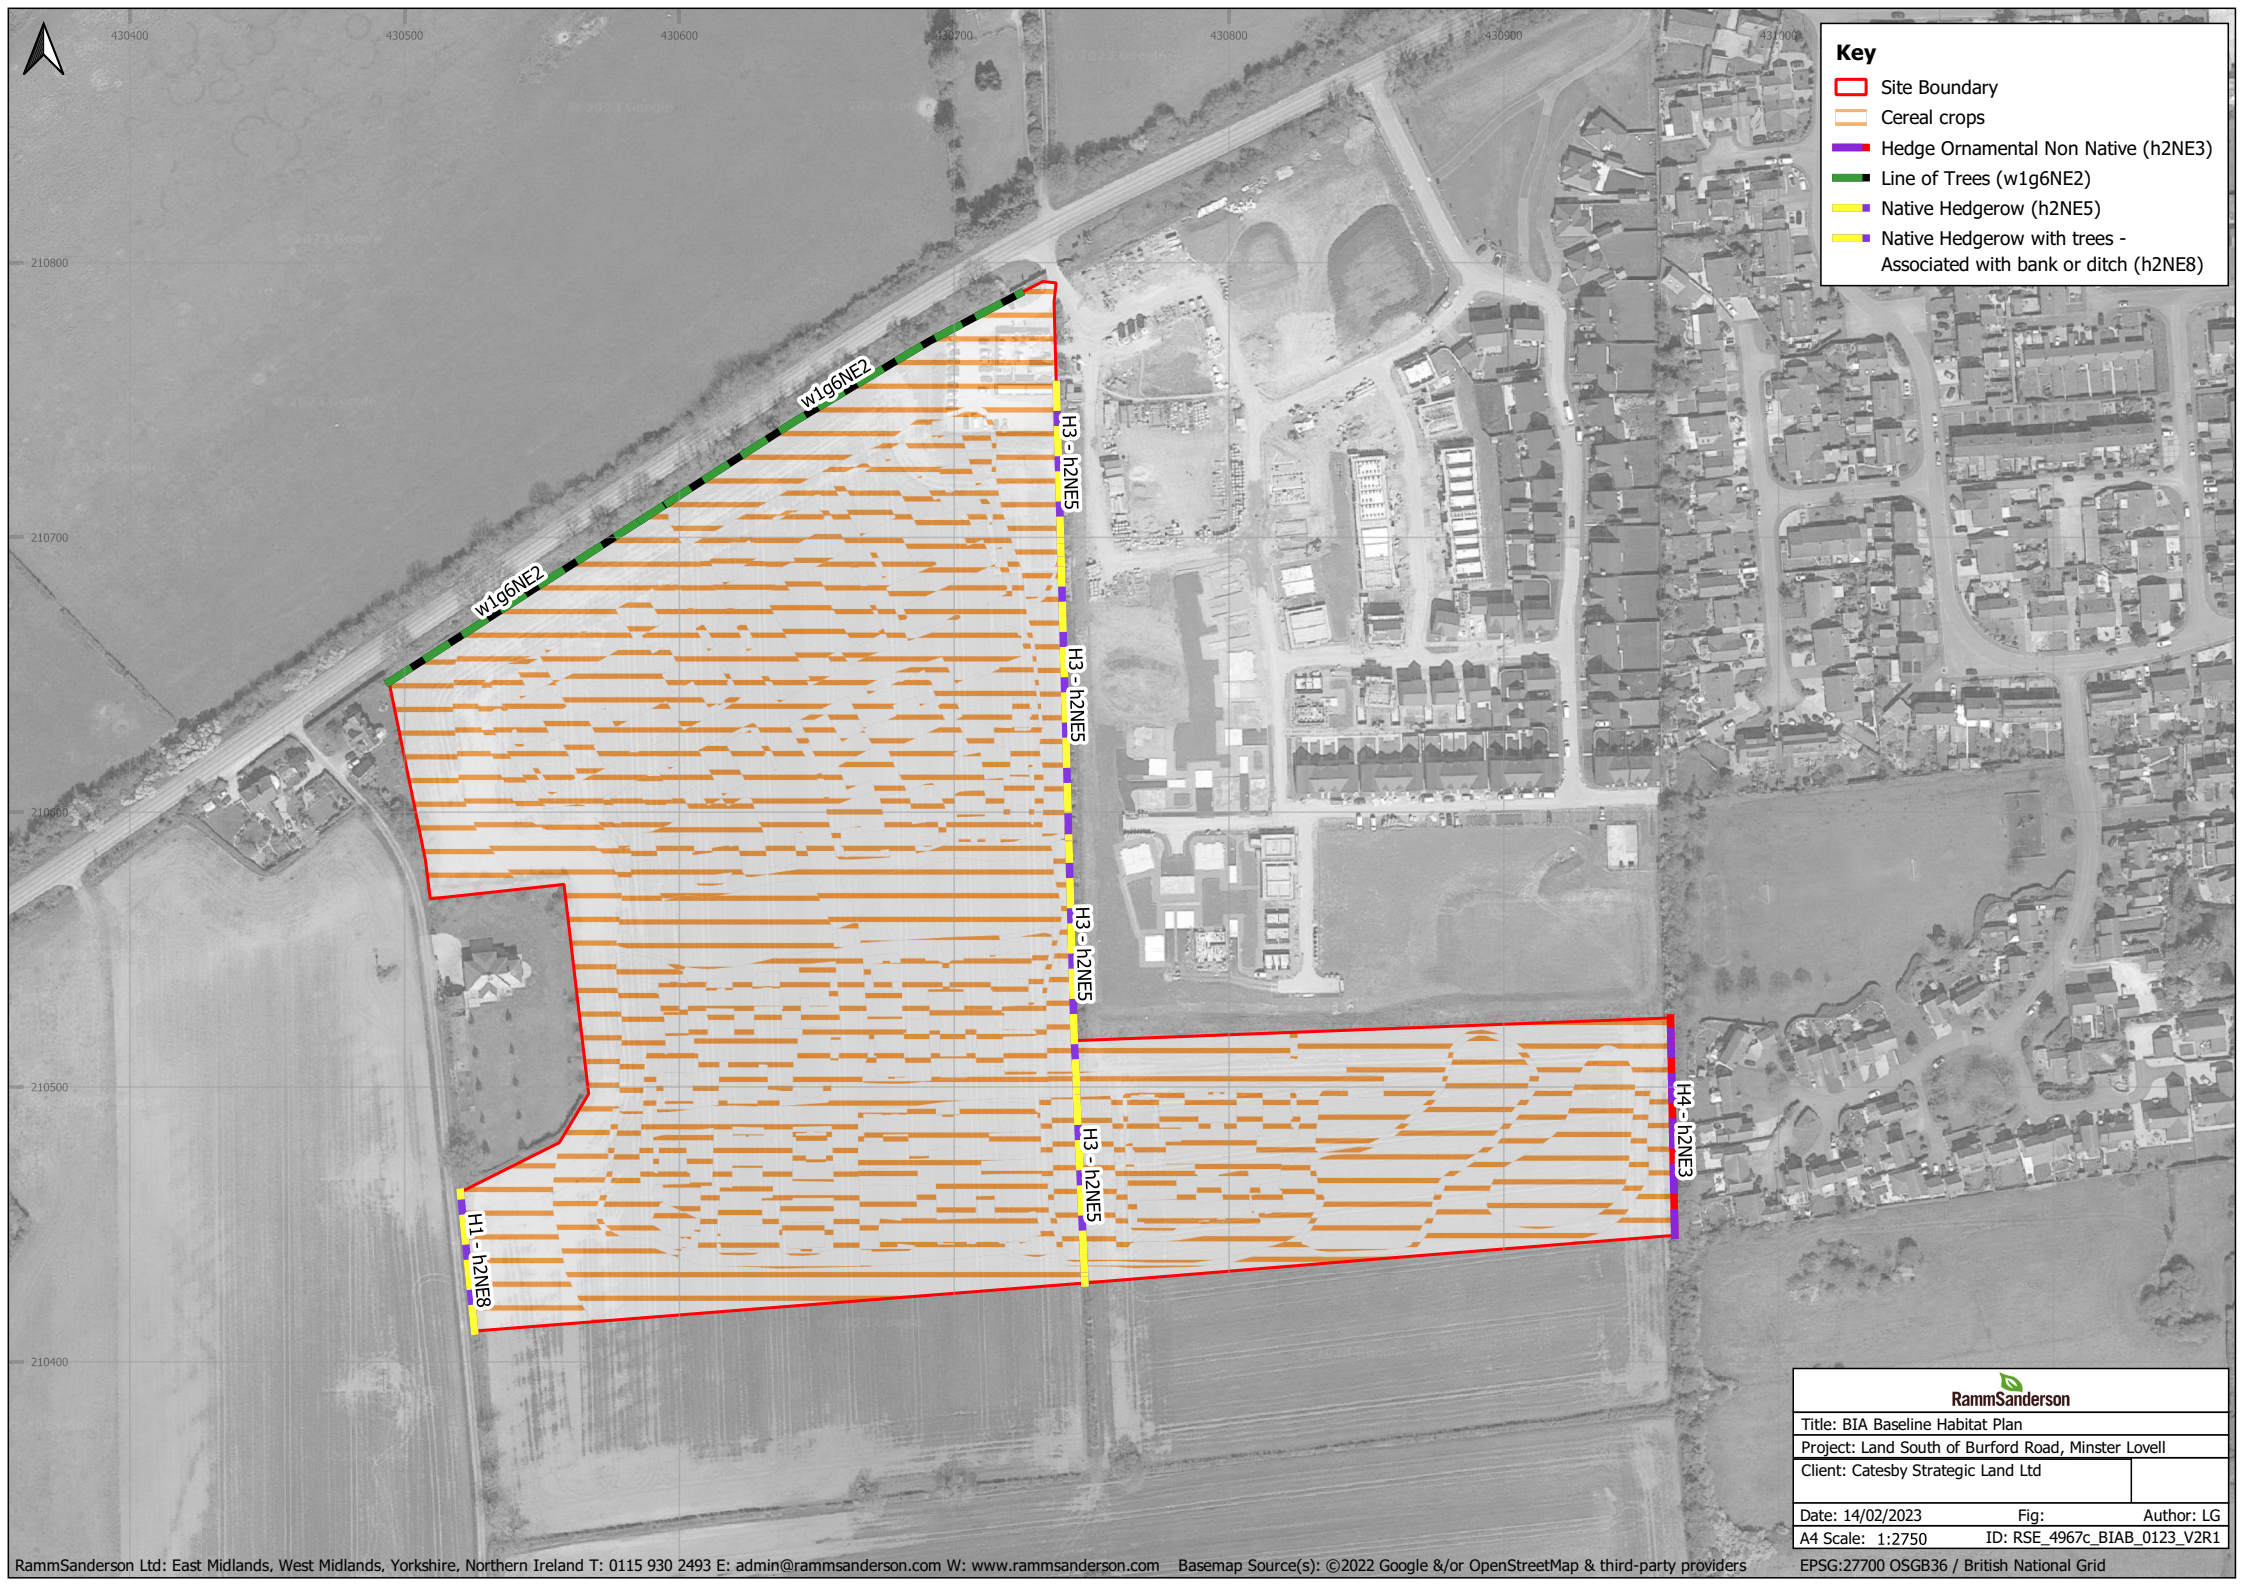 430400
430500
430600
430700
430800
430900
431000
210800
210700
210600
210500
210400
Key
Site Boundary
Cereal crops
Hedge Ornamental Non Native (h2NE3)
Line of Trees (w1g6NE2)
Native Hedgerow (h2NE5)
Native Hedgerow with trees -
Associated with bank or ditch (h2NE8)
w1g6NE2
w1g6NE2
H3 - h2NE5
H3 - h2NE5
H3 - h2NE5
H3 - h2NE5
H4 - h2NE3
H1 - h2NE8
RammSanderson
Title: BIA Baseline Habitat Plan
Project: Land South of Burford Road, Minster Lovell
Client: Catesby Strategic Land Ltd
Date: 14/02/2023 Fig: Author: LG
A4 Scale: 1:2750 ID: RSE_4967c_BIAB_0123_V2R1
RammSanderson Ltd: East Midlands, West Midlands, Yorkshire, Northern Ireland T: 0115 930 2493 E: admin@rammsanderson.com W: www.rammsanderson.com Basemap Source(s): ©2022 Google &/or OpenStreetMap & third-party providers EPSG:27700 OSGB36 / British National Grid